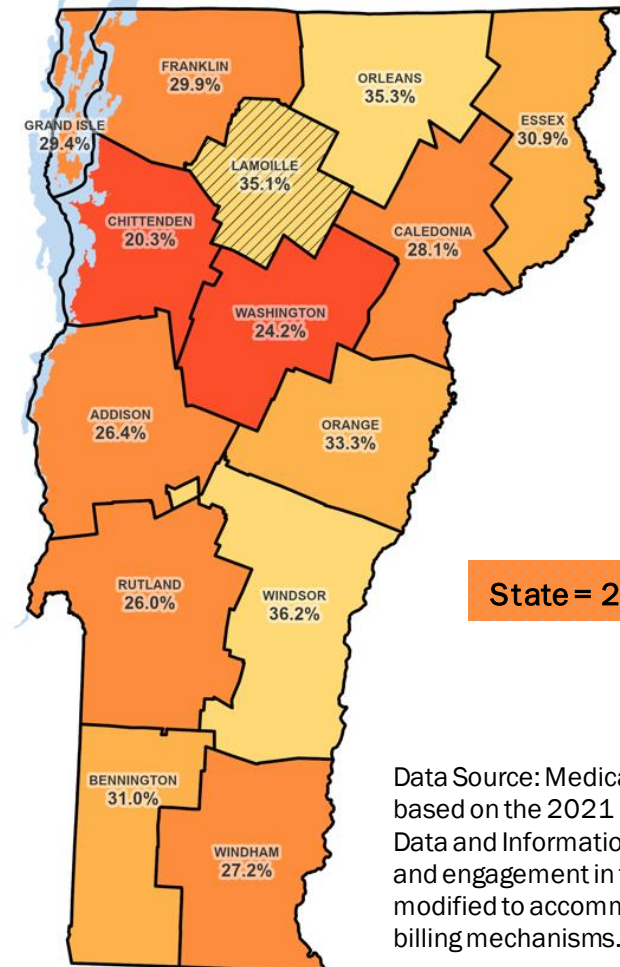 FRANKLIN
29.9%
ORLEANS
35.3%
ESSEX
30.9%
GRAND ISLE
29.4%
LAMOILLE
35.1%
CHITTENDEN
20.3%
CALEDONIA
28.1%
WASHINGTON
24.2%
ADDISON
26.4%
ORANGE
33.3%
RUTLAND
26.0%
WINDSOR
36.2%
State = 2
BENNINGTON
31.0%
WINDHAM
27.2%
Data Source: Medica
based on the 2021
Data and Informatio
and engagement in
modified to accomm
billing mechanisms.